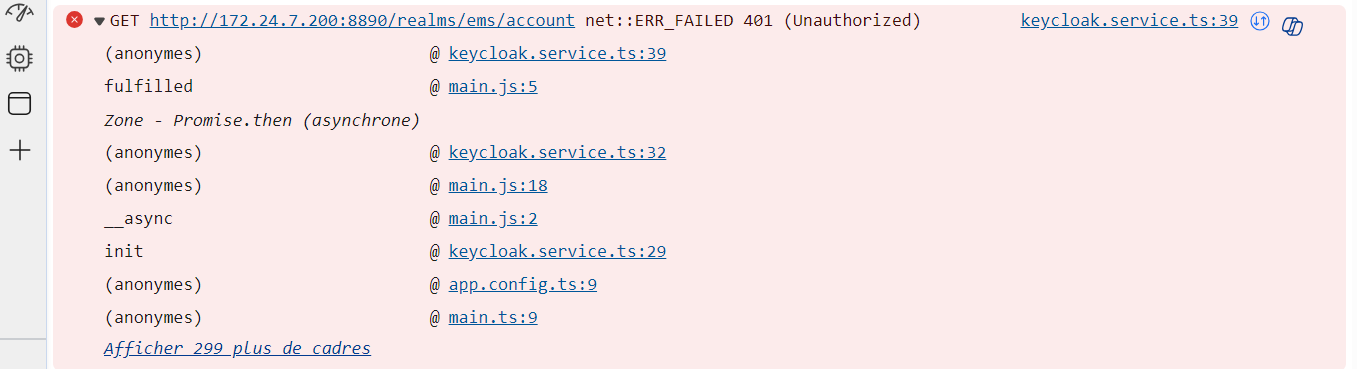 GET http://172.24.7.200:8890/realms/ems/account net::ERR_FAILED 401 (Unauthorized) keycloak.service.ts:39
(anonymes) @ keycloak.service.ts:39
fulfilled @ main.js:5
Zone - Promise.then (asynchrone)
(anonymes) @ keycloak.service.ts:32
(anonymes) @ main.js:18
__async @ main.js:2
init @ keycloak.service.ts:29
(anonymes) @ app.config.ts:9
(anonymes) @ main.ts:9
Afficher 299 plus de cadres